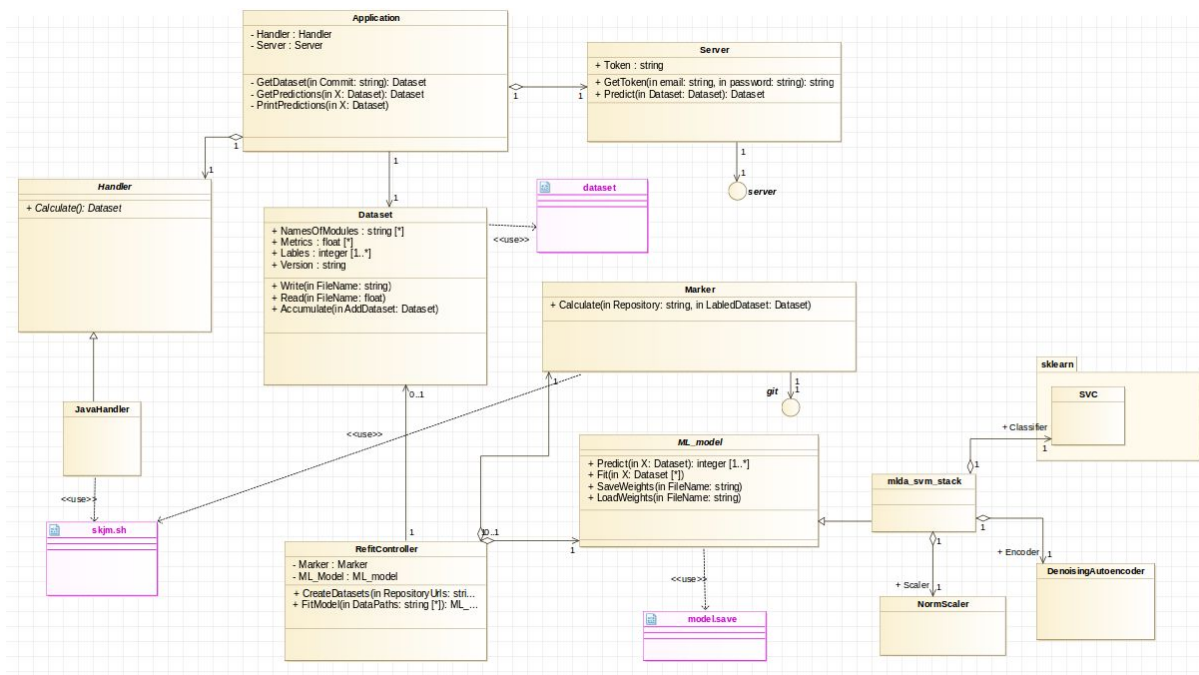 Application
- Handler : Handler
- Server : Server
- GetDataset(in Commit: string): Dataset
- GetPredictions(in X: Dataset): Dataset
- PrintPredictions(in X: Dataset)
1
1
1
1
1
1
Server
+ Token : string
+ GetToken(in email: string, in password: string): string
+ Predict(in Dataset: Dataset): Dataset
1
1
server
Handler
+ Calculate(): Dataset
Dataset
+ NamesOfModules : string [*]
+ Metrics : float [*]
+ Lables : integer [1..*]
+ Version : string
+ Write(in FileName: string)
+ Read(in FileName: float)
+ Accumulate(in AddDataset: Dataset)
<<use>>
dataset
Marker
+ Calculate(in Repository: string, in LabledDataset: Dataset)
1
1
git
0..1
1
<<use>>
JavaHandler
<<use>>
skjm.sh
ML_model
+ Predict(in X: Dataset): integer [1..*]
+ Fit(in X: Dataset [*])
+ SaveWeights(in FileName: string)
+ LoadWeights(in FileName: string)
sklearn
SVC
+ Classifier
1
1
mlda_svm_stack
1
1
+ Encoder
1
DenoisingAutoencoder
+ Scaler
1
NormScaler
1
0..1
1
RefitController
- Marker : Marker
- ML_Model : ML_model
+ CreateDatasets(in RepositoryUrls: stri...
+ FitModel(in DataPaths: string [*]): ML_...
<<use>>
model.save